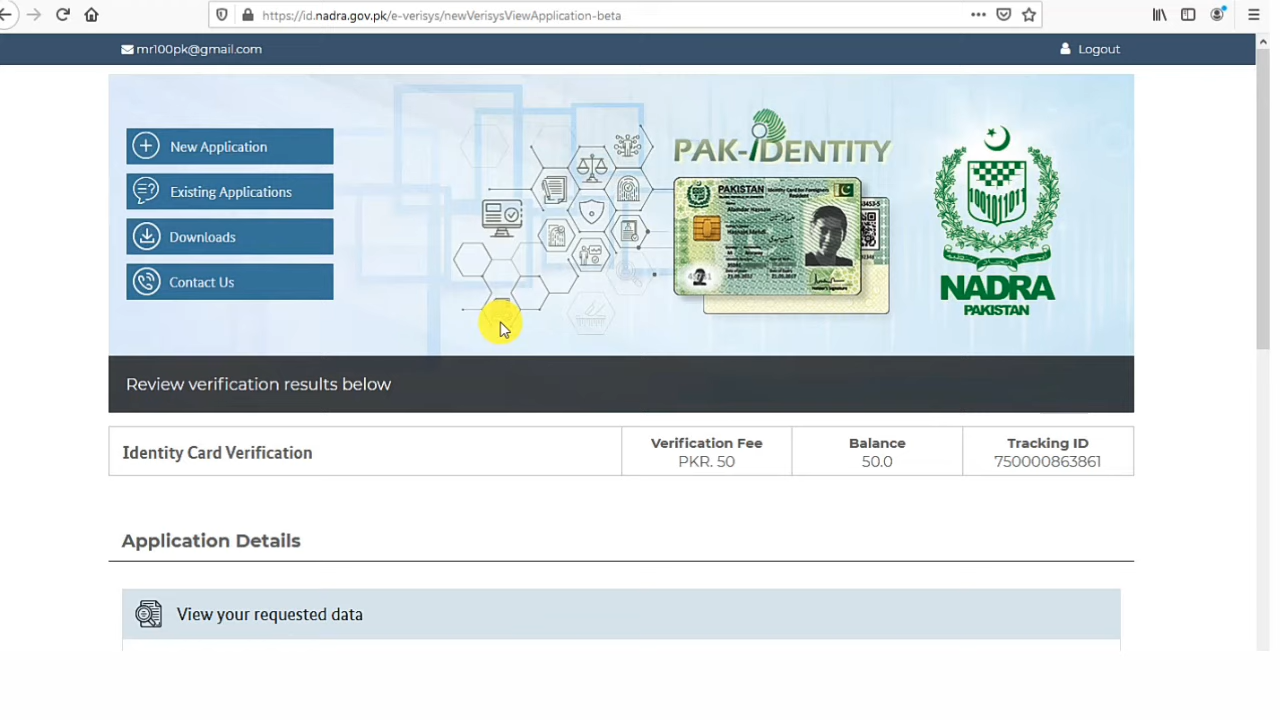 https://id.nadra.gov.pk/e-verisys/newVerisysViewApplication-beta
mr100pk@gmail.com
Logout
New Application
Existing Applications
Downloads
Contact Us
PAK-iDENTITY
PAKISTAN
NADRA
PAKISTAN
Review verification results below
Identity Card Verification
Verification Fee
PKR. 50
Balance
50.0
Tracking ID
750000863861
Application Details
View your requested data